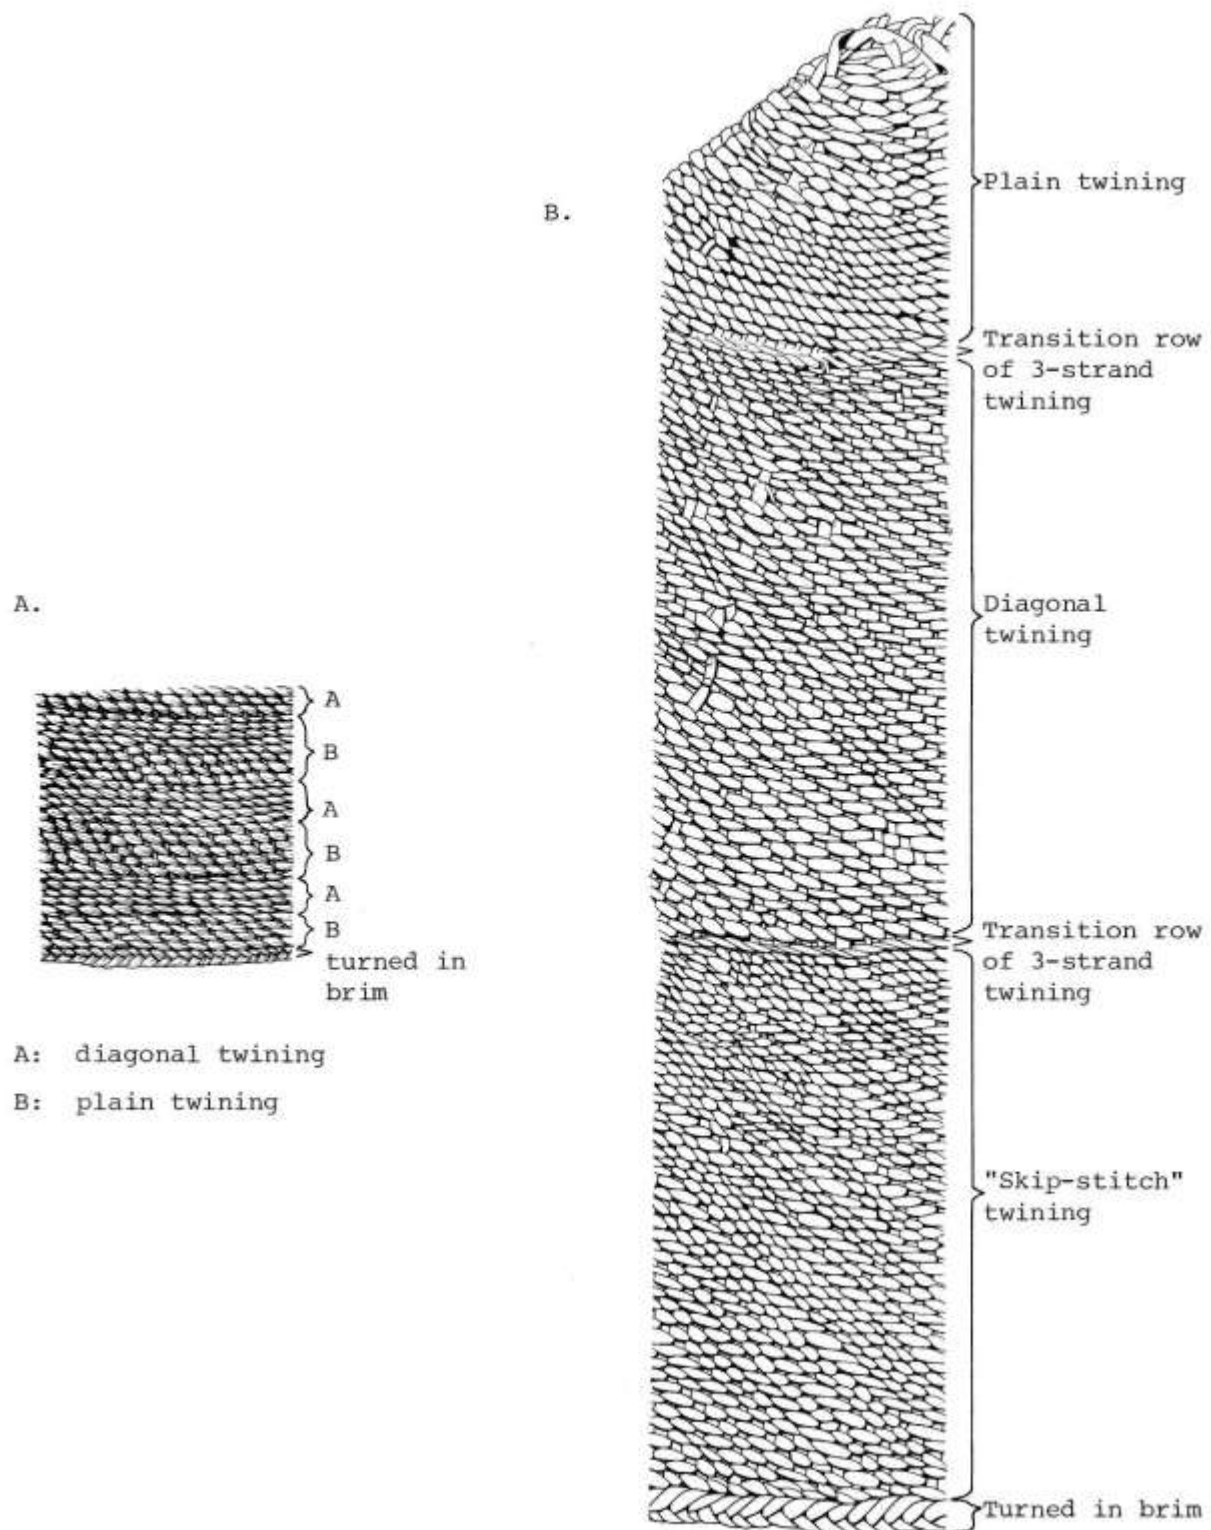 A.
A
B
A
B
A
B
turned in
brim
A: diagonal twining
B: plain twining
B.
Plain twining
Transition row
of 3-strand
twining
Diagonal
twining
Transition row
of 3-strand
twining
"Skip-stitch"
twining
Turned in brim